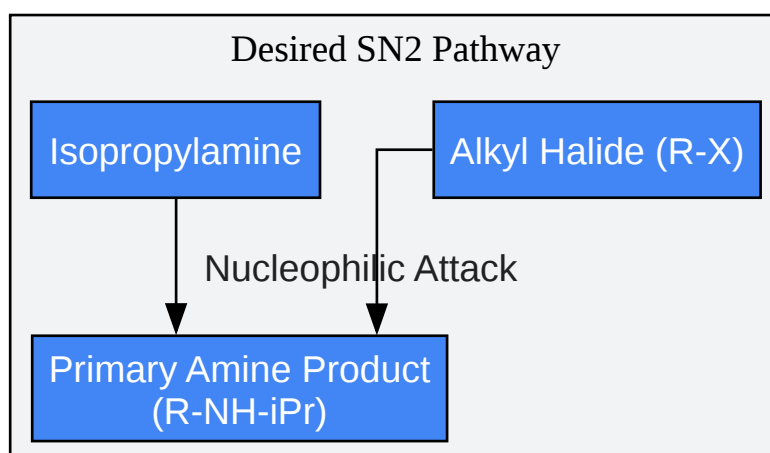 Desired SN2 Pathway
Isopropylamine
Alkyl Halide (R-X)
Nucleophilic Attack
Primary Amine Product
(R-NH-iPr)